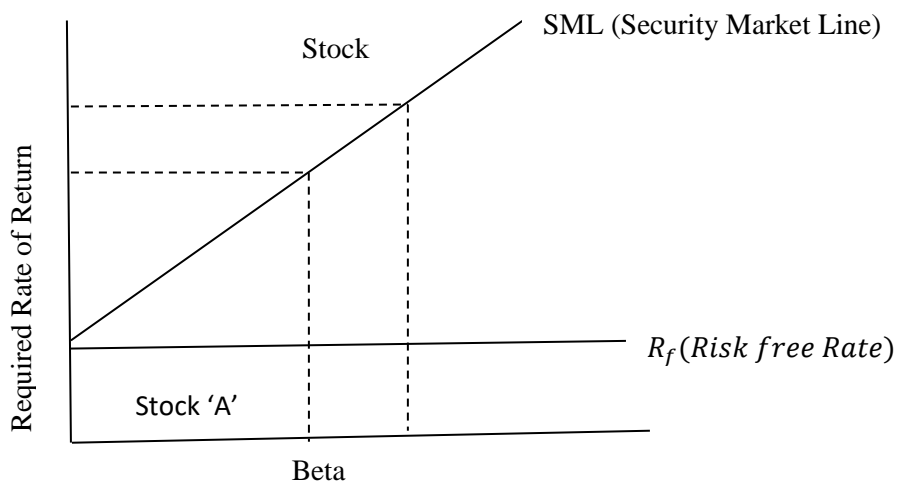 SML (Security Market Line)
Stock
Required Rate of Return
R_f(Risk free Rate)
Stock ‘A’
Beta